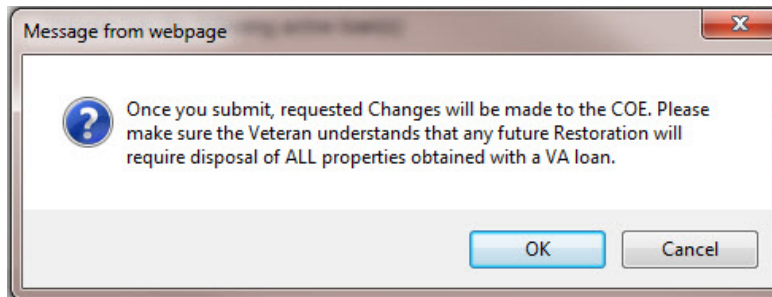 Message from webpage
Once you submit, requested Changes will be made to the COE. Please
make sure the Veteran understands that any future Restoration will
require disposal of ALL properties obtained with a VA loan.
OK Cancel